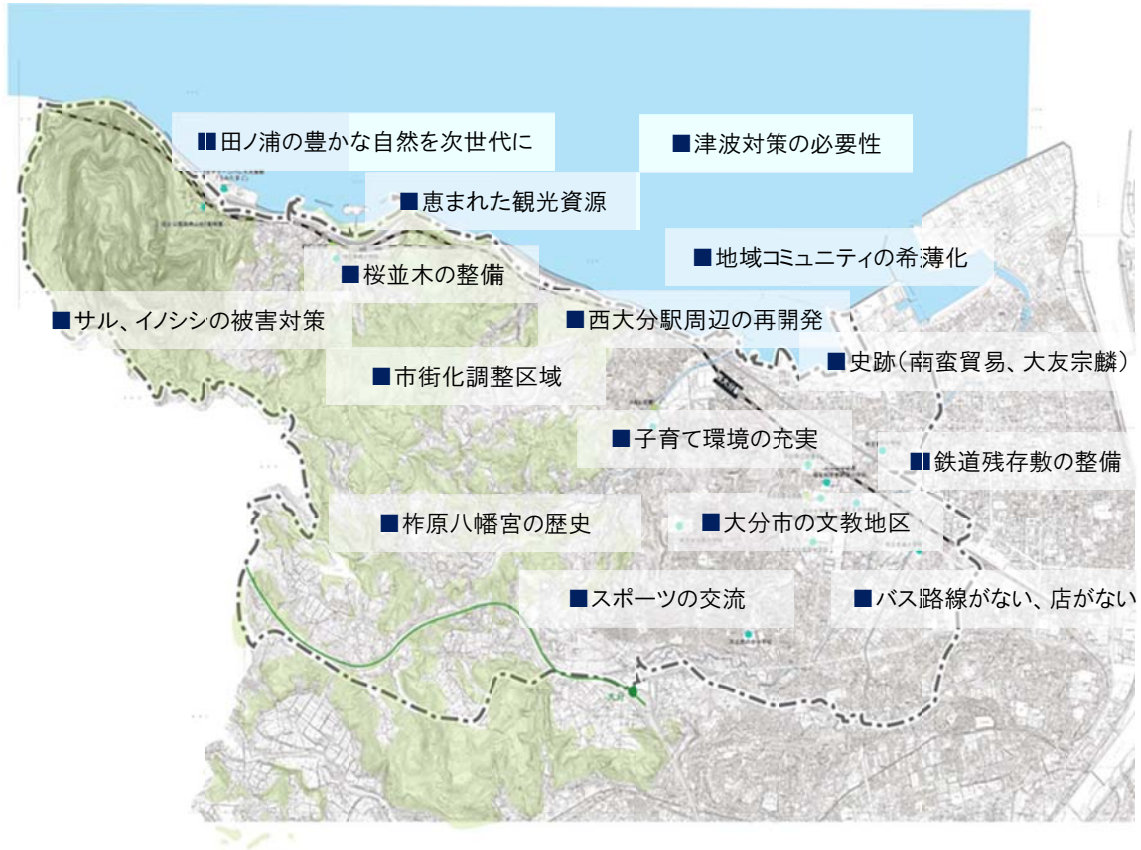 ■田ノ浦の豊かな自然を次世代に
■津波対策の必要性
■恵まれた観光資源
■地域コミュニティの希薄化
■桜並木の整備
■サル、イノシシの被害対策
■西大分駅周辺の再開発
■史跡(南蛮貿易、大友宗麟)
■市街化調整区域
■子育て環境の充実
■鉄道残存敷の整備
■柞原八幡宮の歴史
■大分市の文教地区
■スポーツの交流
■バス路線がない、店がない